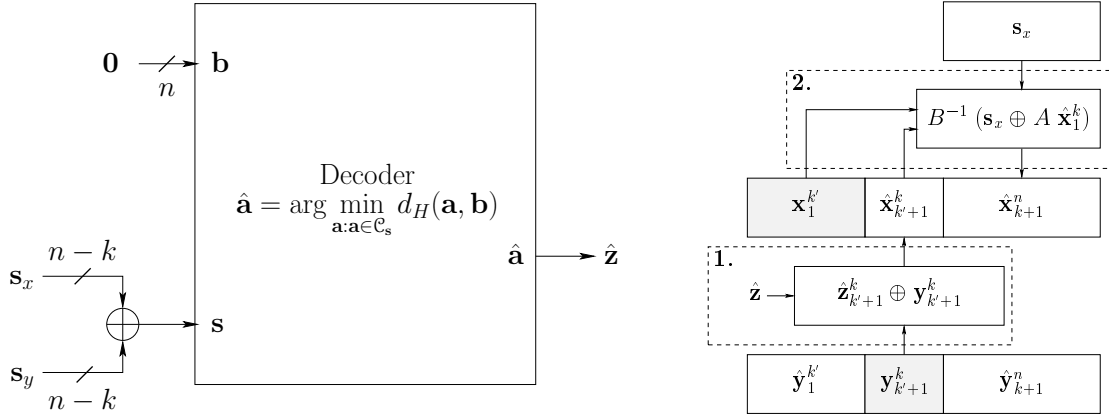 𝟎
n
𝐛
Decoder
𝐚̂ = arg min d_H(𝐚, 𝐛)
𝐚:𝐚∈𝒞_𝐬
n − k
𝐬_x
𝐚̂
𝐳̂
𝐬
𝐬_y
n − k
𝐬_x
2.
B^{-1} (𝐬_x ⊕ A 𝐱̂_1^k)
𝐱_1^{k'} 𝐱̂_{k'+1}^k 𝐱̂_{k+1}^n
1.
𝐳̂
𝐳̂_{k'+1}^k ⊕ 𝐲_{k'+1}^k
𝐲̂_1^{k'} 𝐲_{k'+1}^k 𝐲̂_{k+1}^n